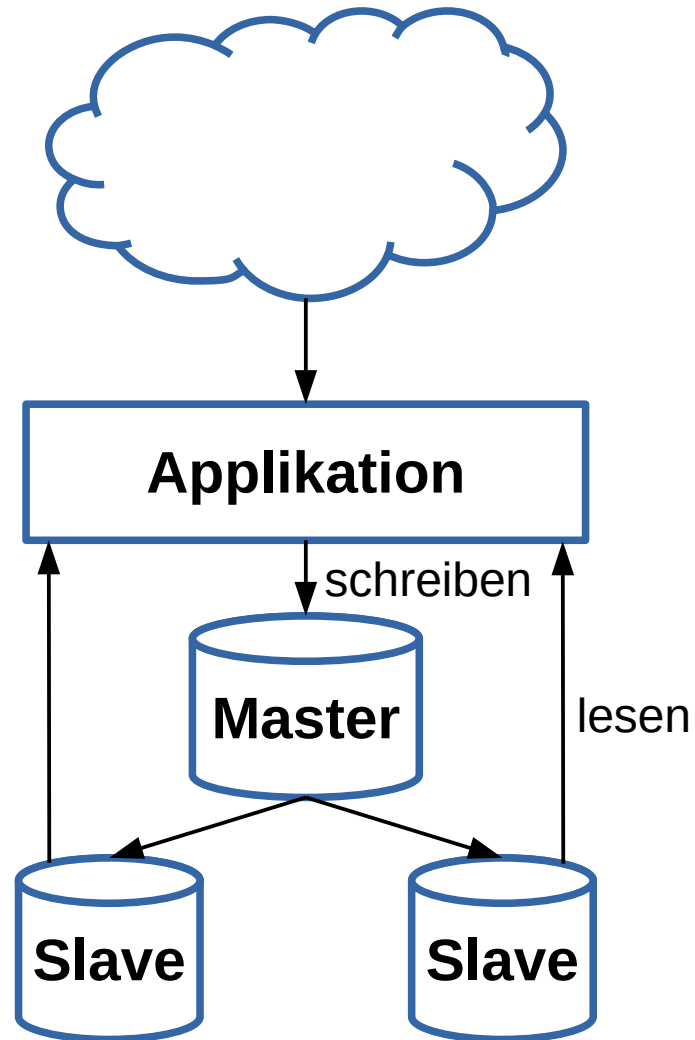 Applikation
schreiben
Master
lesen
Slave
Slave